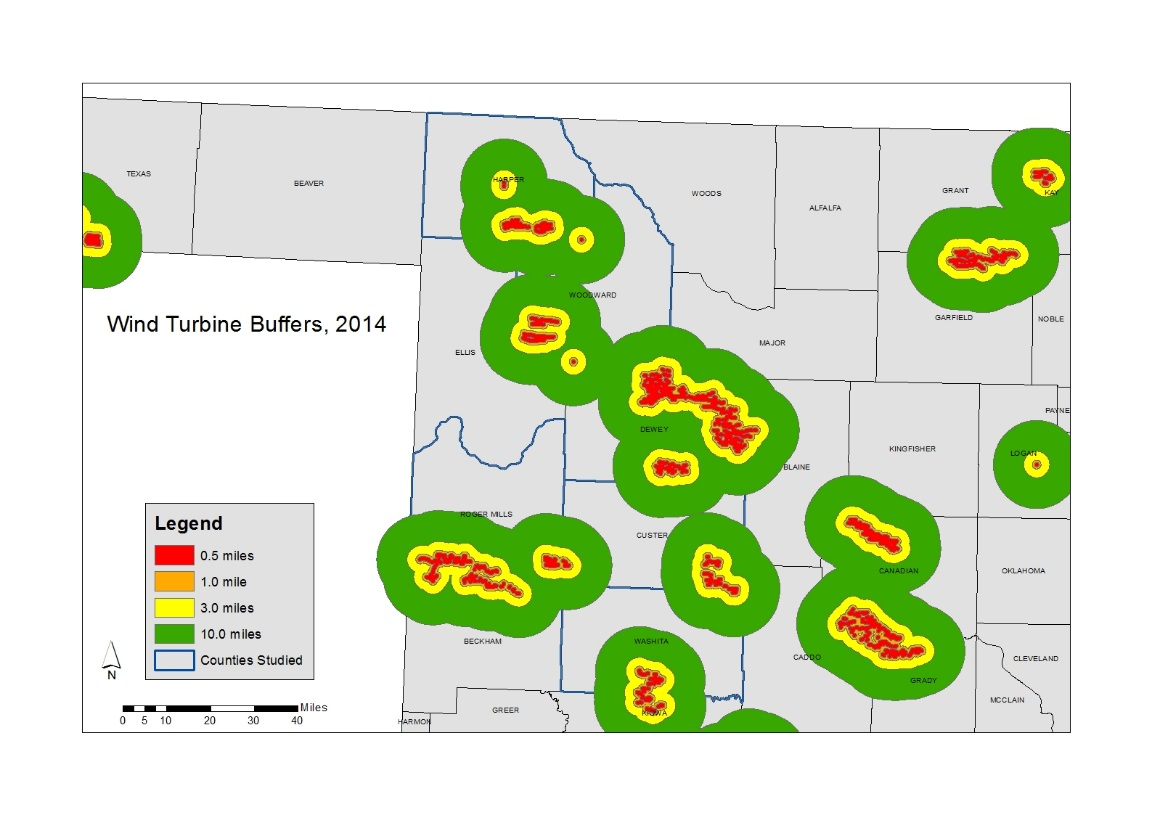 TEXAS
BEAVER
HARPER
WOODS
ALFALFA
GRANT
KAY
WOODWARD
Wind Turbine Buffers, 2014
ELLIS
MAJOR
GARFIELD
NOBLE
PAYNE
DEWEY
BLAINE
KINGFISHER
LOGAN
ROGER MILLS
CUSTER
CANADIAN
OKLAHOMA
Legend
0.5 miles
1.0 mile
3.0 miles
10.0 miles
Counties Studied
BECKHAM
WASHITA
CADDO
CLEVELAND
GRADY
N
GREER
KIOWA
MCCLAIN
HARMON
Miles
0 5 10 20 30 40